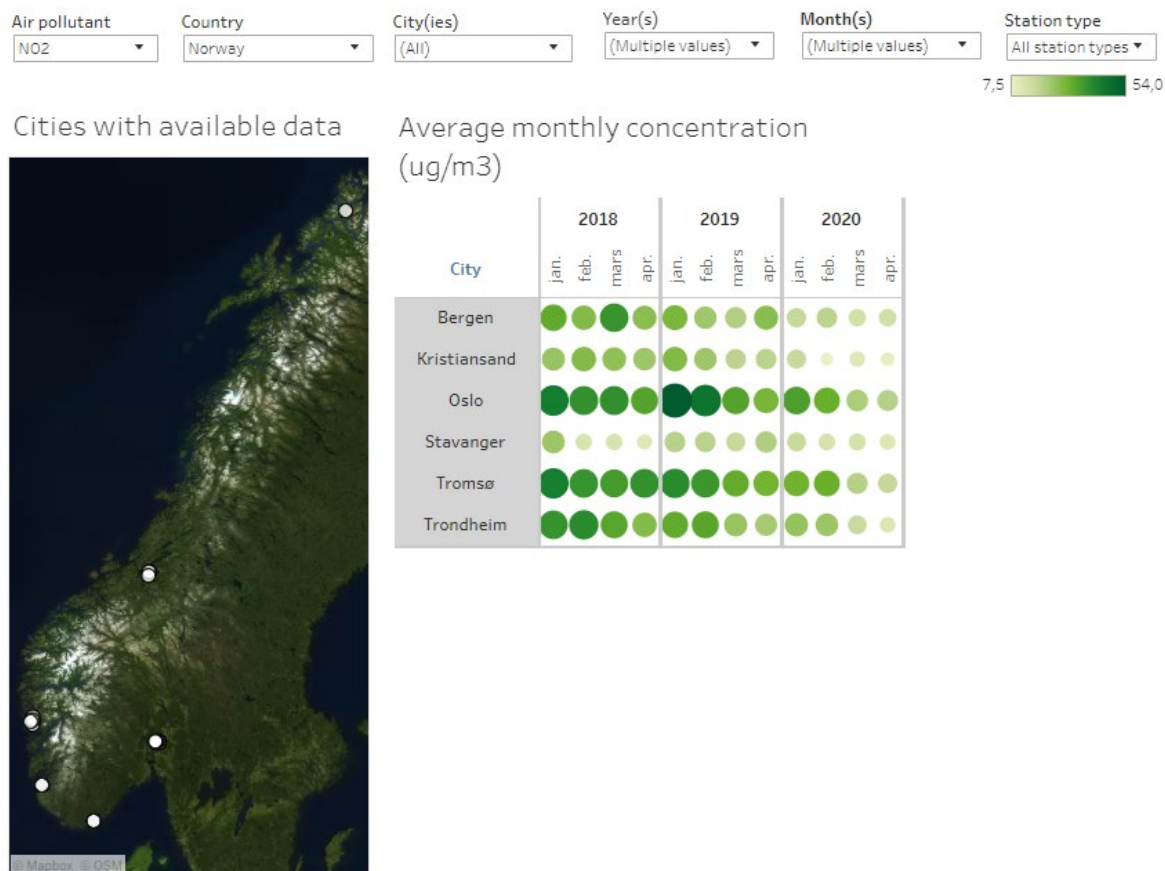 Air pollutant Country City(ies) Year(s) Month(s) Station type
NO2 Norway (All) (Multiple values) (Multiple values) All station types
7,5 54,0
Cities with available data
Average monthly concentration
(ug/m3)
2018 2019 2020
City jan. feb. mars apr. jan. feb. mars apr. jan. feb. mars apr.
Bergen
Kristiansand
Oslo
Stavanger
Tromsø
Trondheim
© Mapbox © OSM